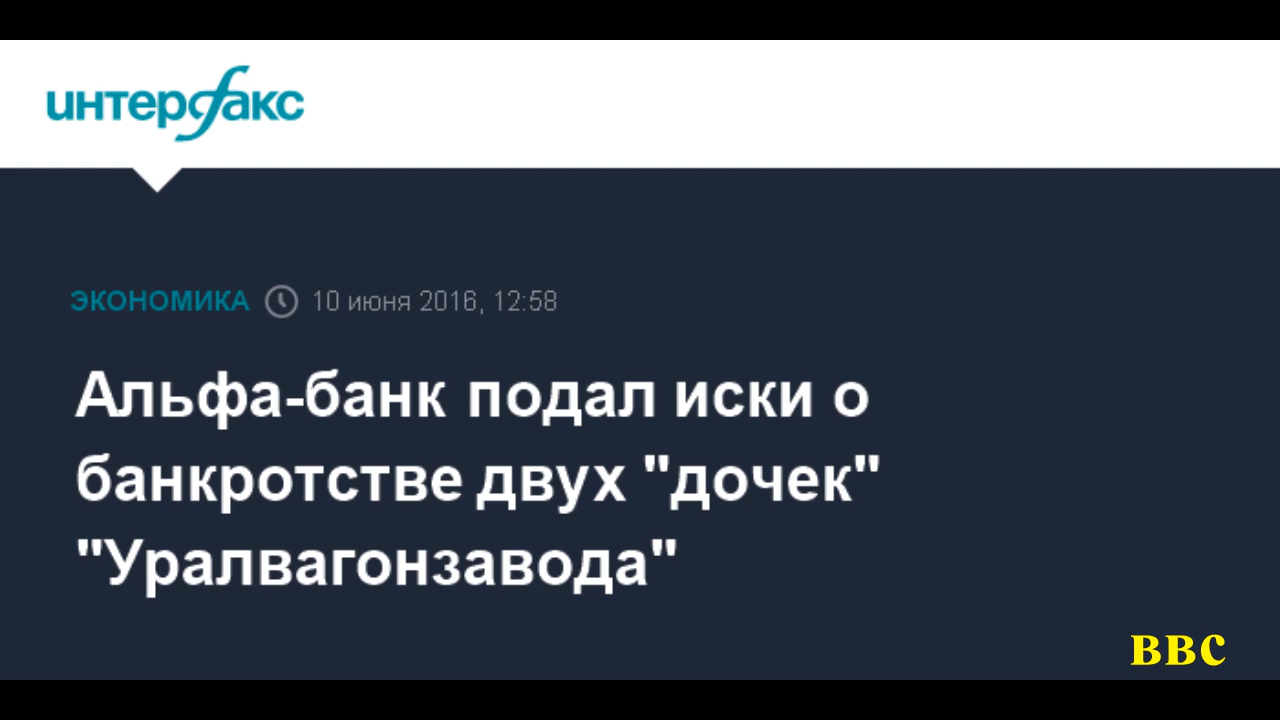 интерфакс
ЭКОНОМИКА 10 июня 2016, 12:58
Альфа-банк подал иски о
банкротстве двух "дочек"
"Уралвагонзавода"
BBC